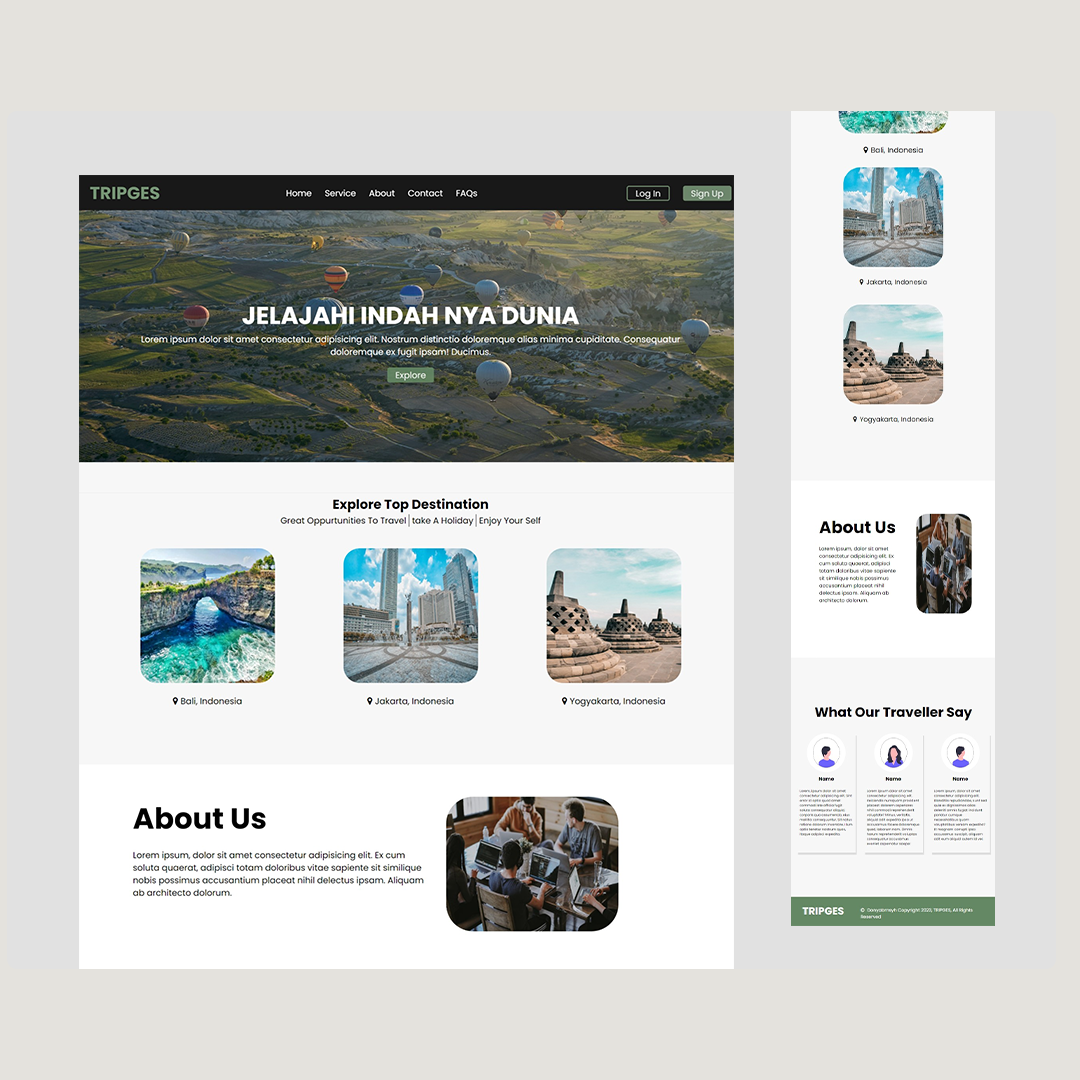 TRIPGES
Home Service About Contact FAQs
Log In Sign Up
JELAJAHI INDAH NYA DUNIA
Lorem ipsum dolor sit amet consectetur adipisicing elit. Nostrum distinctio doloremque alias minima cupiditate. Consequatur
doloremque ex fugit ipsam! Ducimus.
Explore
Explore Top Destination
Great Oppurtunities To Travel take A Holiday Enjoy Your Self
Bali, Indonesia
Jakarta, Indonesia
Yogyakarta, Indonesia
About Us
Lorem ipsum, dolor sit amet consectetur adipisicing elit. Ex cum
soluta quaerat, adipisci totam doloribus vitae sapiente sit similique
nobis possimus accusantium placeat nihil delectus ipsam. Aliquam
ab architecto dolorum.
Bali, Indonesia
Jakarta, Indonesia
Yogyakarta, Indonesia
About Us
Lorem ipsum, dolor sit amet
consectetur adipisicing elit. Ex
cum soluta quaerat, adipisci
totam doloribus vitae sapiente
sit similique nobis possimus
accusantium placeat nihil
delectus ipsam. Aliquam ab
architecto dolorum.
What Our Traveller Say
Name
Name
Name
TRIPGES
Copyright 2023, TRIPGES, All Rights
Reserved